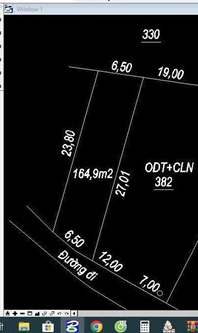 Window 1
330
6,50
19,00
23,80
164,9m2
27,01
ODT+CLN
382
6,50
12,00
7,00
Đường đi